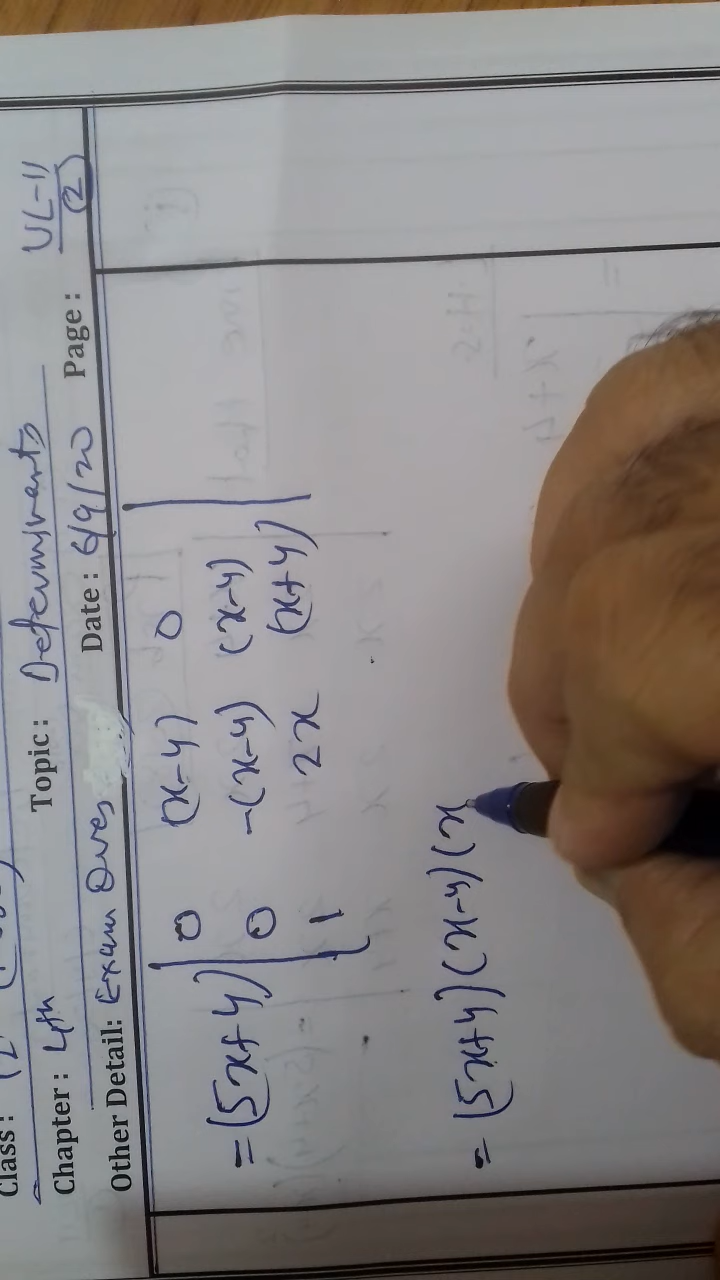 Class :
Chapter : 4th Topic : Determinants UL-11
Other Detail: Exam Ques Date : 6/9/20 Page : (2)
0 (x-y) 0
=(5x+y) 0 -(x-y) (x-y)
1 2x (x+y)
= (5x+y)(x-y)(x